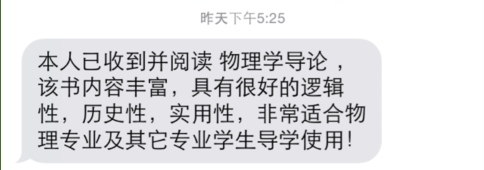 昨天下午5:25
本人已收到并阅读 物理学导论 ，
该书内容丰富，具有很好的逻辑
性，历史性，实用性，非常适合物
理专业及其它专业学生导学使用！